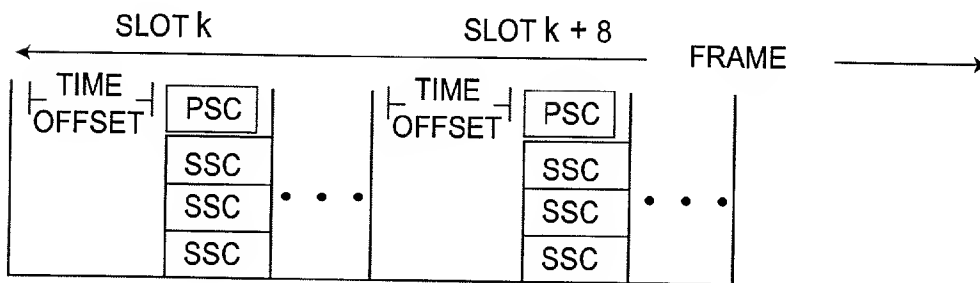 SLOT k SLOT k + 8 FRAME
TIME OFFSET PSC TIME OFFSET PSC
SSC SSC
SSC • • • SSC • • •
SSC SSC